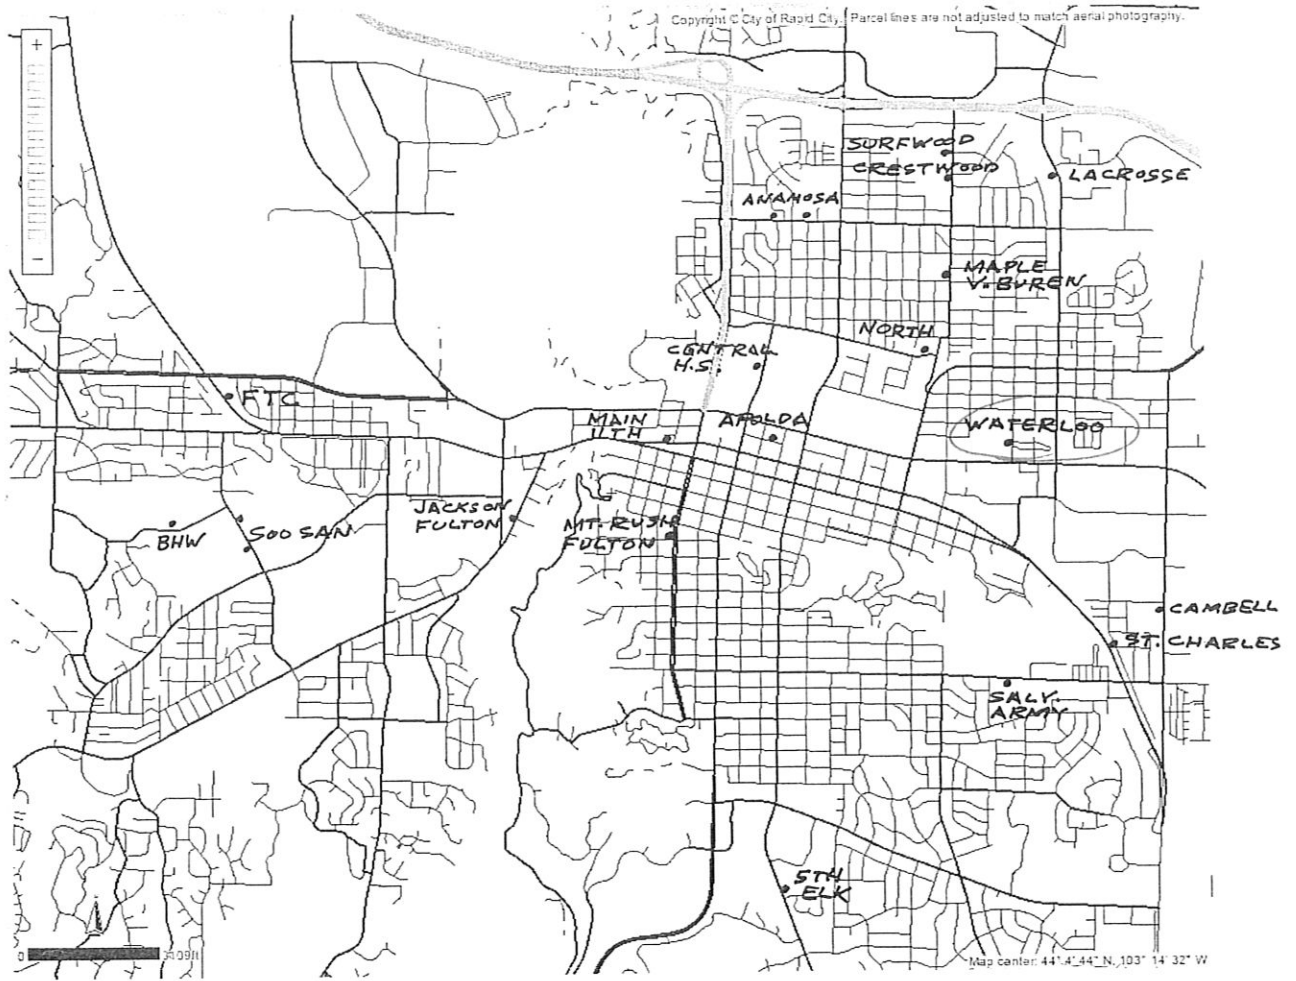 Copyright © City of Rapid City. Parcel lines are not adjusted to match aerial photography.
+
SURFWOOD
CRESTWOOD
LACROSSE
ANAMOSA
-
MAPLE
V. BUREN
NORTH
CENTRAL
H.S.
FTC
MAIN
11TH
APOLDA
WATERLOO
JACKSON
FULTON
SOO SAN
BHW
MT. RUSH
FULTON
CAMBELL
ST. CHARLES
SALV.
ARMY
5TH
ELK
0
Map center: 44° 4' 44" N, 103° 14' 32" W